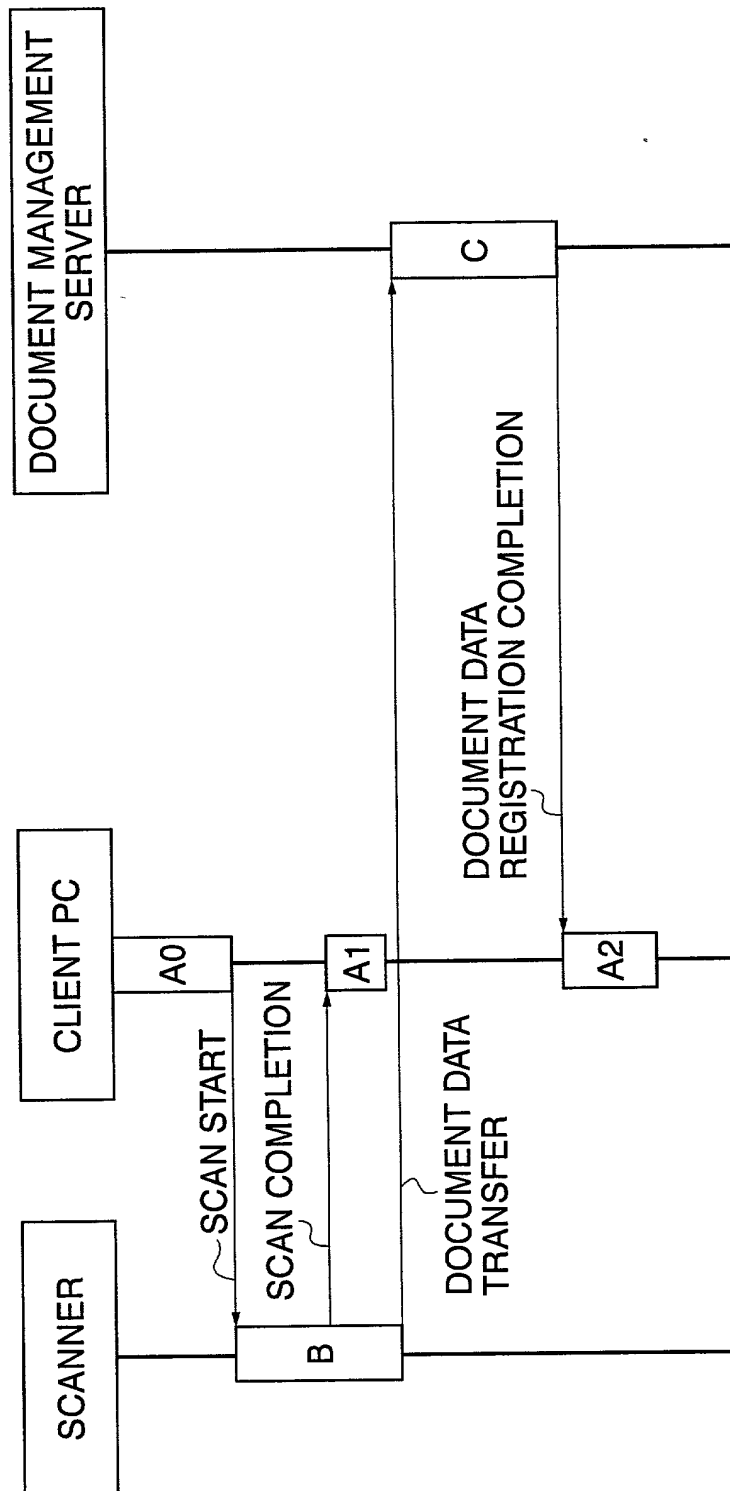 SCANNER
CLIENT PC
DOCUMENT MANAGEMENT
SERVER
A0
SCAN START
B
SCAN COMPLETION
A1
DOCUMENT DATA
TRANSFER
C
DOCUMENT DATA
REGISTRATION COMPLETION
A2